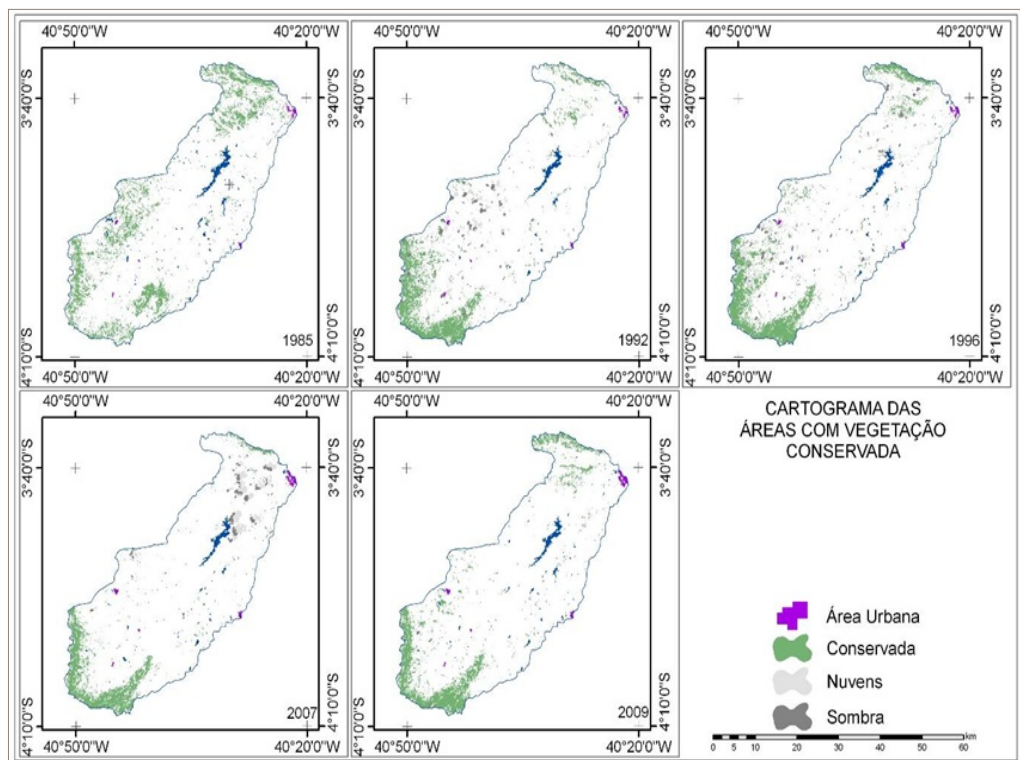 40°50'0"W 40°20'0"W 40°50'0"W 40°20'0"W 40°50'0"W 40°20'0"W
3°40'0"S 3°40'0"S 3°40'0"S 3°40'0"S 3°40'0"S 3°40'0"S
4°10'0"S 4°10'0"S 4°10'0"S 4°10'0"S 4°10'0"S 4°10'0"S
1985 1992 1996
40°50'0"W 40°20'0"W 40°50'0"W 40°20'0"W 40°50'0"W 40°20'0"W
40°50'0"W 40°20'0"W 40°50'0"W 40°20'0"W
CARTOGRAMA DAS
ÁREAS COM VEGETAÇÃO
CONSERVADA
3°40'0"S 3°40'0"S 3°40'0"S 3°40'0"S
Área Urbana
Conservada
Nuvens
Sombra
4°10'0"S 4°10'0"S 4°10'0"S 4°10'0"S
2007 2009
40°50'0"W 40°20'0"W 40°50'0"W 40°20'0"W
km
0 2 5 10 20 30 40 50 60